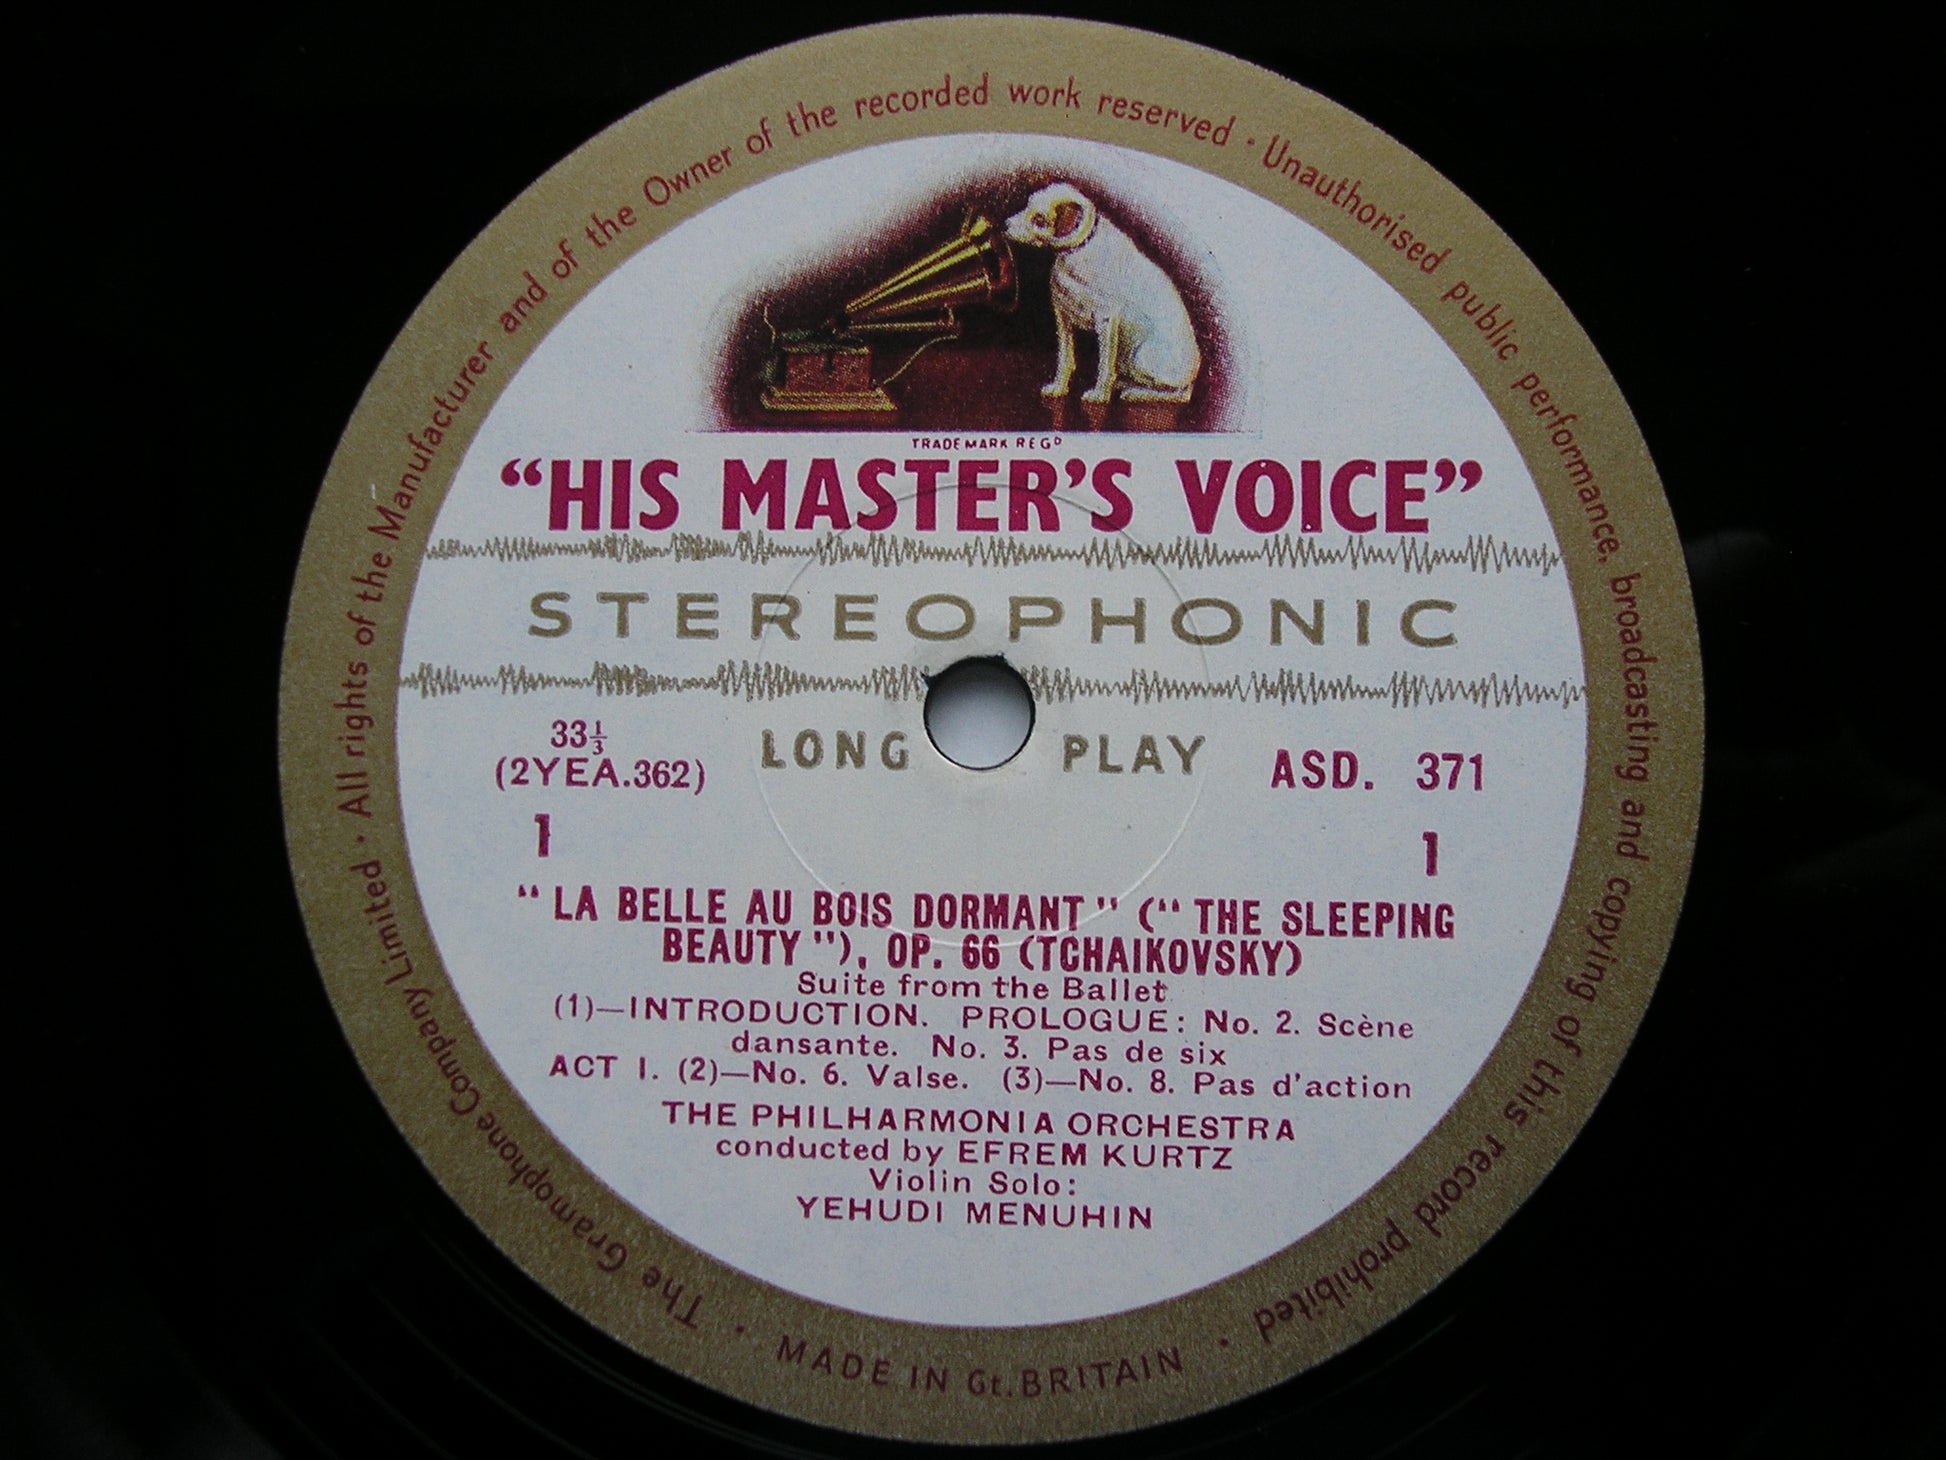 The Gramophone Company Limited · All rights of the Manufacturer and of the Owner of the recorded work reserved · Unauthorised public performance, broadcasting and copying of this record prohibited ·
TRADE MARK REGD
“HIS MASTER'S VOICE”
STEREOPHONIC
LONG PLAY
33⅓
(2YEA.362)
ASD. 371
1 1
“LA BELLE AU BOIS DORMANT” (“THE SLEEPING
BEAUTY”), OP. 66 (TCHAIKOVSKY)
Suite from the Ballet
(1)—INTRODUCTION. PROLOGUE: No. 2. Scène
dansante. No. 3. Pas de six
ACT I. (2)—No. 6. Valse. (3)—No. 8. Pas d'action
THE PHILHARMONIA ORCHESTRA
conducted by EFREM KURTZ
Violin Solo:
YEHUDI MENUHIN
MADE IN Gt. BRITAIN ·